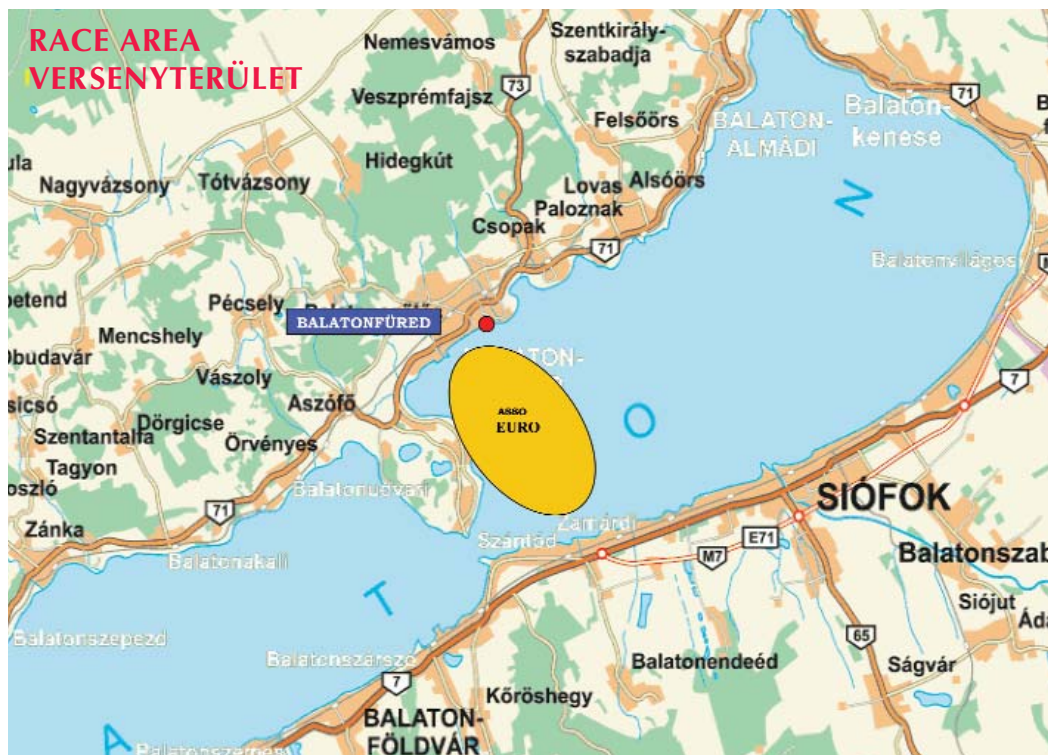 RACE AREA
VERSENYTERÜLET
Nemesvámos
Szentkirály-
szabadja
73
71
Veszprémfajsz
Balaton-
kenese
Felsőörs
BALATON-
ALMÁDI
Hidegkút
Nagyvázsony
Tótvázsony
Lovas
Alsóörs
Paloznak
N
Csopak
71
Balatonvilágos
Pécsely
BALATONFÜRED
Mencshely
7
Vászoly
Aszófő
ASSO
EURO
O
Dörgicse
Szentantalfa
Örvényes
Tagyon
Balatonudvari
SIÓFOK
71
Zánka
Zamárdi
Szántód
E71
M7
Balatonakali
Balatonszab
T
Siójut
Balatonszepezd
65
Balatonszárszó
Balatonendeéd
Ságvár
7
Kőröshegy
BALATON-
FÖLDVÁR
A
Balatonszemes